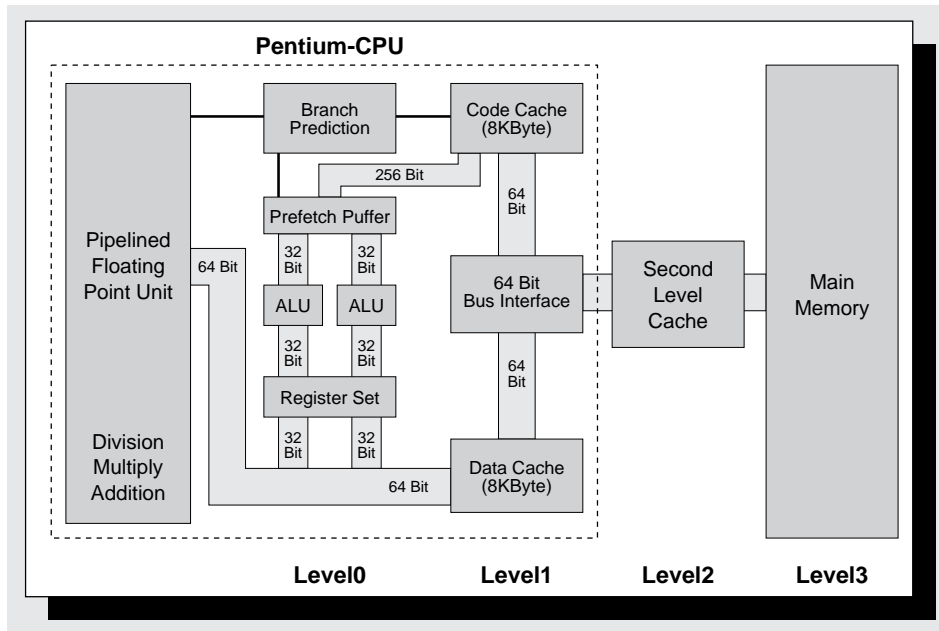 Pentium-CPU
Branch
Prediction
Code Cache
(8KByte)
256 Bit
64
Bit
Prefetch Puffer
Pipelined
Floating
Point Unit
64 Bit
32
Bit
32
Bit
ALU
ALU
32
Bit
32
Bit
Register Set
32
Bit
32
Bit
64 Bit
Bus Interface
Second
Level
Cache
Main
Memory
64
Bit
Division
Multiply
Addition
64 Bit
Data Cache
(8KByte)
Level0
Level1
Level2
Level3